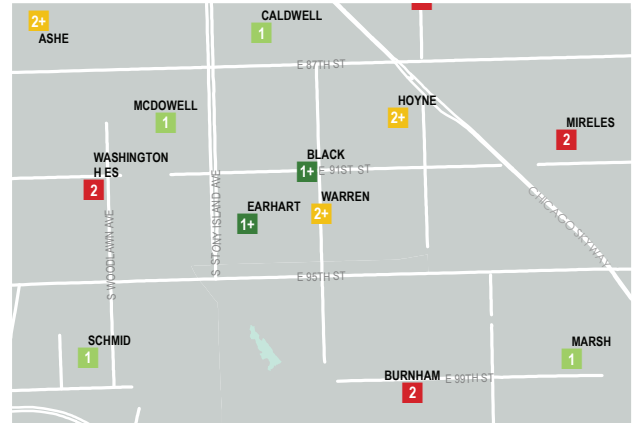 2+
ASHE
CALDWELL
1
E 87TH ST
MCDOWELL
1
HOYNE
2+
MIRELES
2
WASHINGTON
H ES
2
BLACK
1+
E 91ST ST
EARHART
1+
WARREN
2+
S WOODLAWN AVE
S STONY ISLAND AVE
CHICAGO SKYWAY
E 95TH ST
SCHMID
1
MARSH
1
BURNHAM
2
E 99TH ST